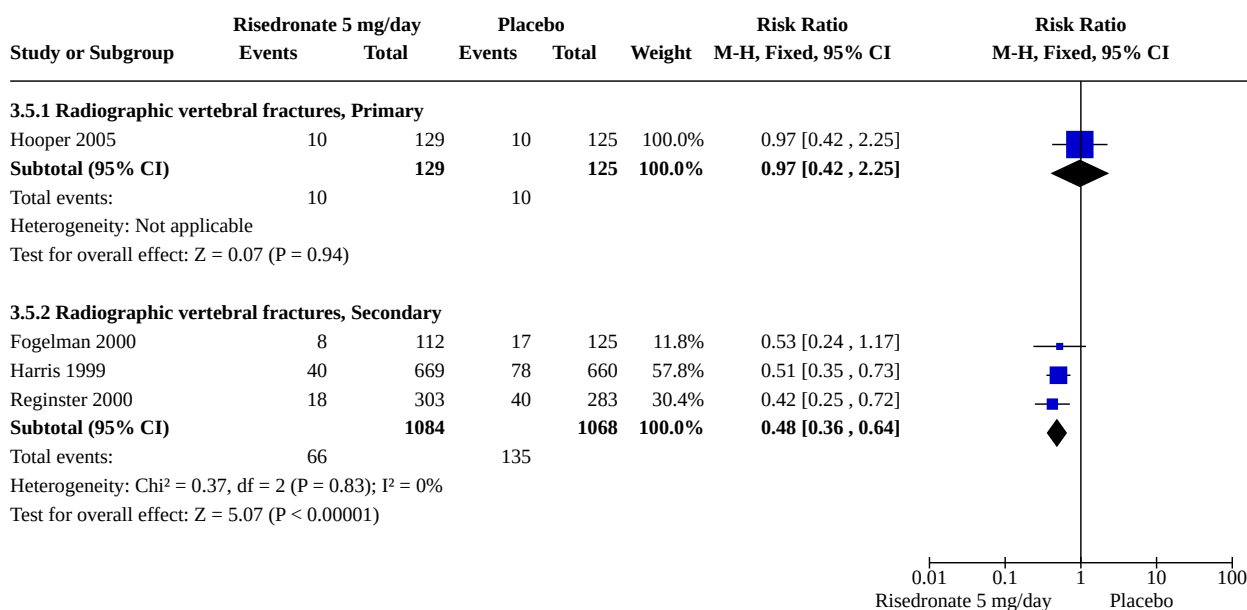 Risedronate 5 mg/day Placebo Risk Ratio Risk Ratio
Study or Subgroup Events Total Events Total Weight M-H, Fixed, 95% CI M-H, Fixed, 95% CI
3.5.1 Radiographic vertebral fractures, Primary
Hooper 2005 10 129 10 125 100.0% 0.97 [0.42 , 2.25]
Subtotal (95% CI) 129 125 100.0% 0.97 [0.42 , 2.25]
Total events: 10 10
Heterogeneity: Not applicable
Test for overall effect: Z = 0.07 (P = 0.94)
3.5.2 Radiographic vertebral fractures, Secondary
Fogelman 2000 8 112 17 125 11.8% 0.53 [0.24 , 1.17]
Harris 1999 40 669 78 660 57.8% 0.51 [0.35 , 0.73]
Reginster 2000 18 303 40 283 30.4% 0.42 [0.25 , 0.72]
Subtotal (95% CI) 1084 1068 100.0% 0.48 [0.36 , 0.64]
Total events: 66 135
Heterogeneity: Chi² = 0.37, df = 2 (P = 0.83); I² = 0%
Test for overall effect: Z = 5.07 (P < 0.00001)
0.01 0.1 1 10 100
Risedronate 5 mg/day Placebo